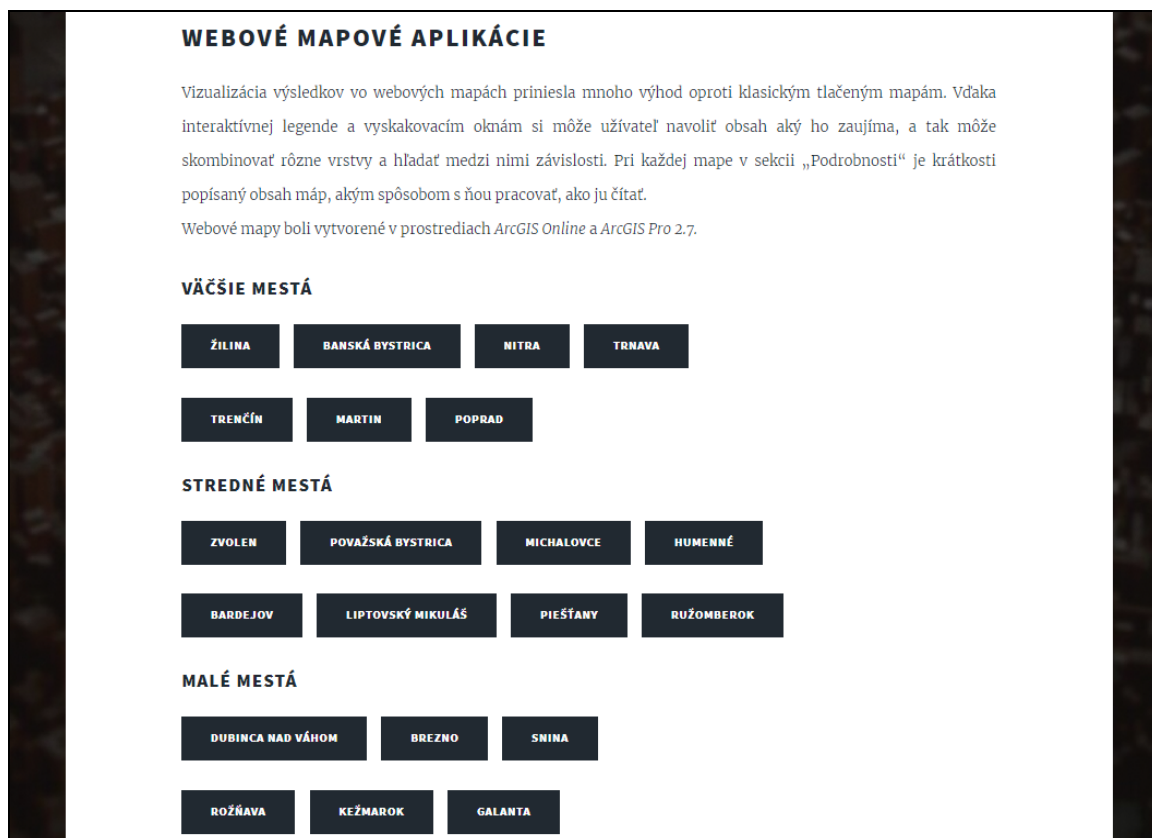 WEBOVÉ MAPOVÉ APLIKÁCIE
Vizualizácia výsledkov vo webových mapách priniesla mnoho výhod oproti klasickým tlačeným mapám. Vďaka
interaktívnej legende a vyskakovacím oknám si môže užívateľ navoliť obsah aký ho zaujíma, a tak môže
skombinovať rôzne vrstvy a hľadať medzi nimi závislosti. Pri každej mape v sekcii „Podrobnosti“ je krátkosti
popísaný obsah máp, akým spôsobom s ňou pracovať, ako ju čítať.
Webové mapy boli vytvorené v prostrediach ArcGIS Online a ArcGIS Pro 2.7.
VÄČŠIE MESTÁ
ŽILINA BANSKÁ BYSTRICA NITRA TRNAVA
TRENČÍN MARTIN POPRAD
STREDNÉ MESTÁ
ZVOLEN POVAŽSKÁ BYSTRICA MICHALOVCE HUMENNÉ
BARDEJOV LIPTOVSKÝ MIKULÁŠ PIEŠŤANY RUŽOMBEROK
MALÉ MESTÁ
DUBINCA NAD VÁHOM BREZNO SNINA
ROŽŇAVA KEŽMAROK GALANTA